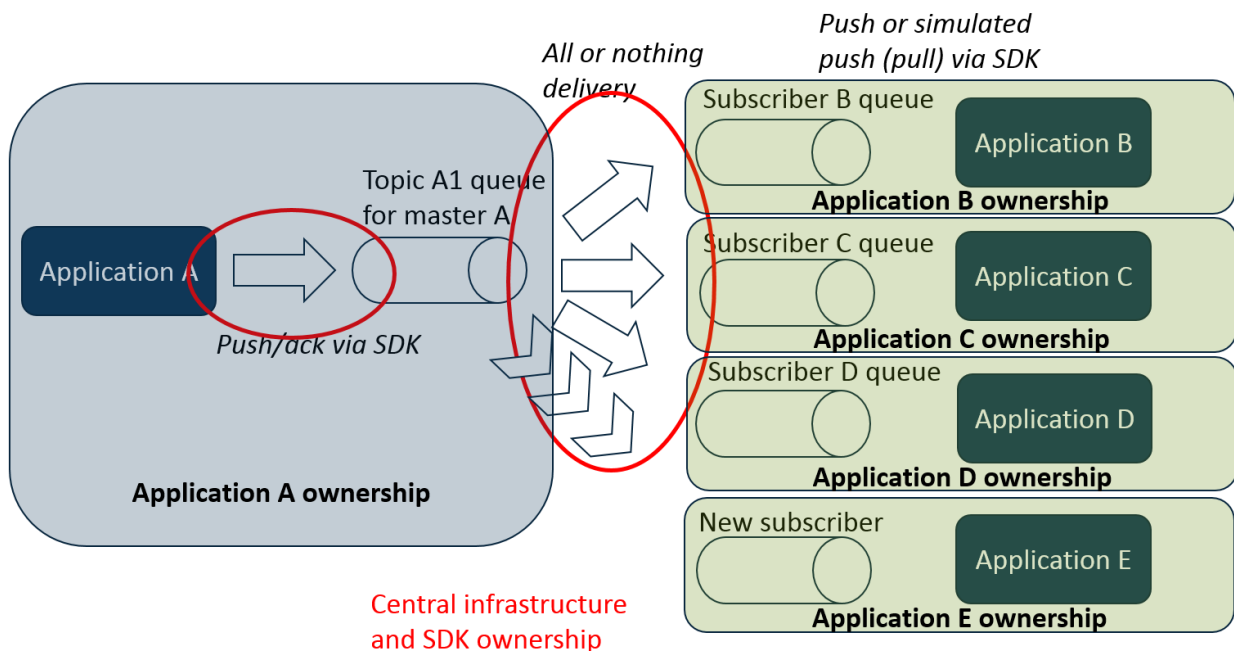 Push or simulated
push (pull) via SDK
All or nothing
delivery
Subscriber B queue
Application B
Application B ownership
Topic A1 queue
for master A
Application A
Push/ack via SDK
Subscriber C queue
Application C
Application C ownership
Subscriber D queue
Application D
Application D ownership
Application A ownership
New subscriber
Application E
Application E ownership
Central infrastructure
and SDK ownership